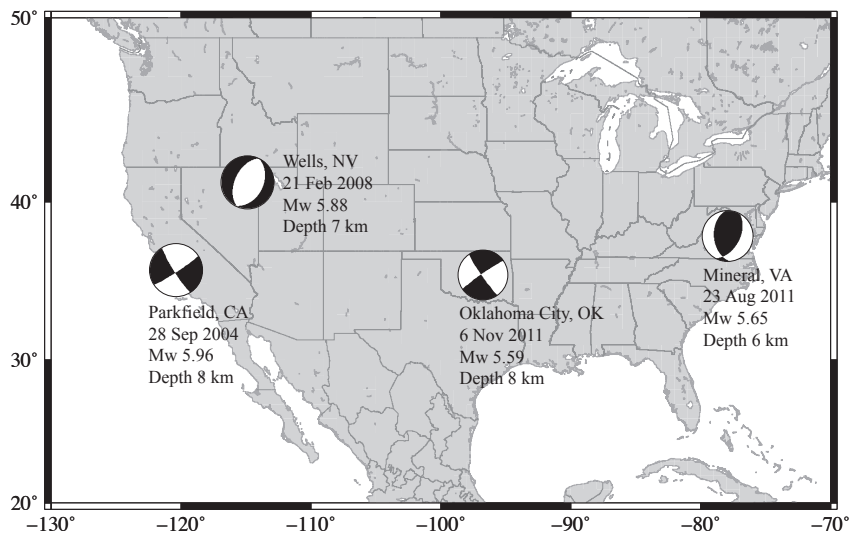 50°
40°
30°
20°
Wells, NV
21 Feb 2008
Mw 5.88
Depth 7 km
Parkfield, CA
28 Sep 2004
Mw 5.96
Depth 8 km
Oklahoma City, OK
6 Nov 2011
Mw 5.59
Depth 8 km
Mineral, VA
23 Aug 2011
Mw 5.65
Depth 6 km
−130° −120° −110° −100° −90° −80° −70°